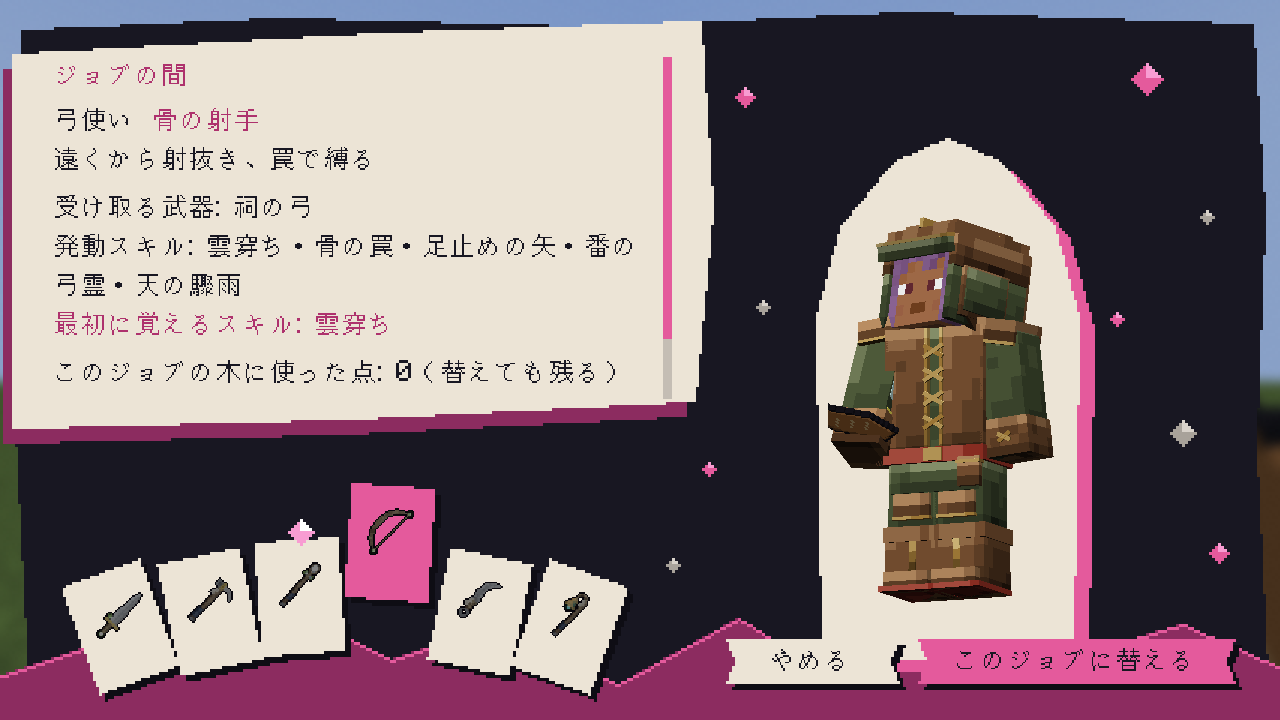 ジョブの間
弓使い 骨の射手
遠くから射抜き、罠で縛る
受け取る武器: 祠の弓
発動スキル: 雲穿ち・骨の罠・足止めの矢・番の
弓霊・天の驟雨
最初に覚えるスキル: 雲穿ち
このジョブの木に使った点: 0(替えても残る)
やめる
このジョブに替える